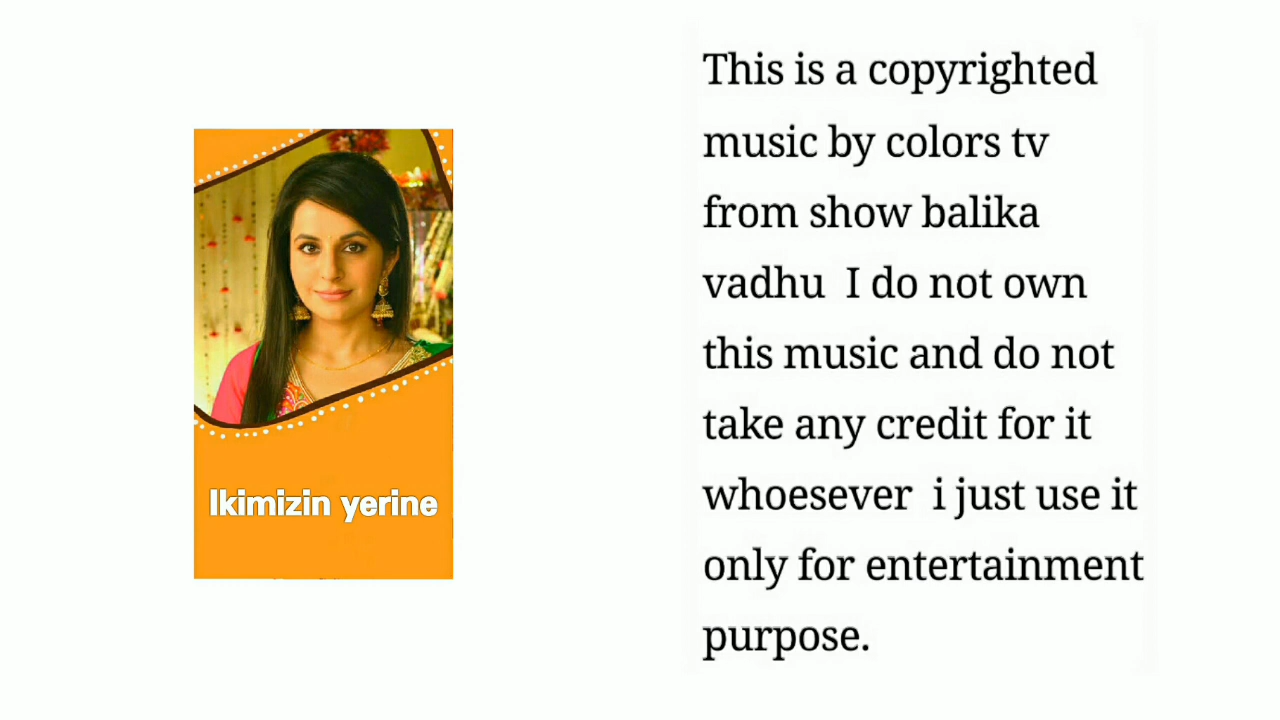 Ikimizin yerine
This is a copyrighted
music by colors tv
from show balika
vadhu I do not own
this music and do not
take any credit for it
whoesever i just use it
only for entertainment
purpose.